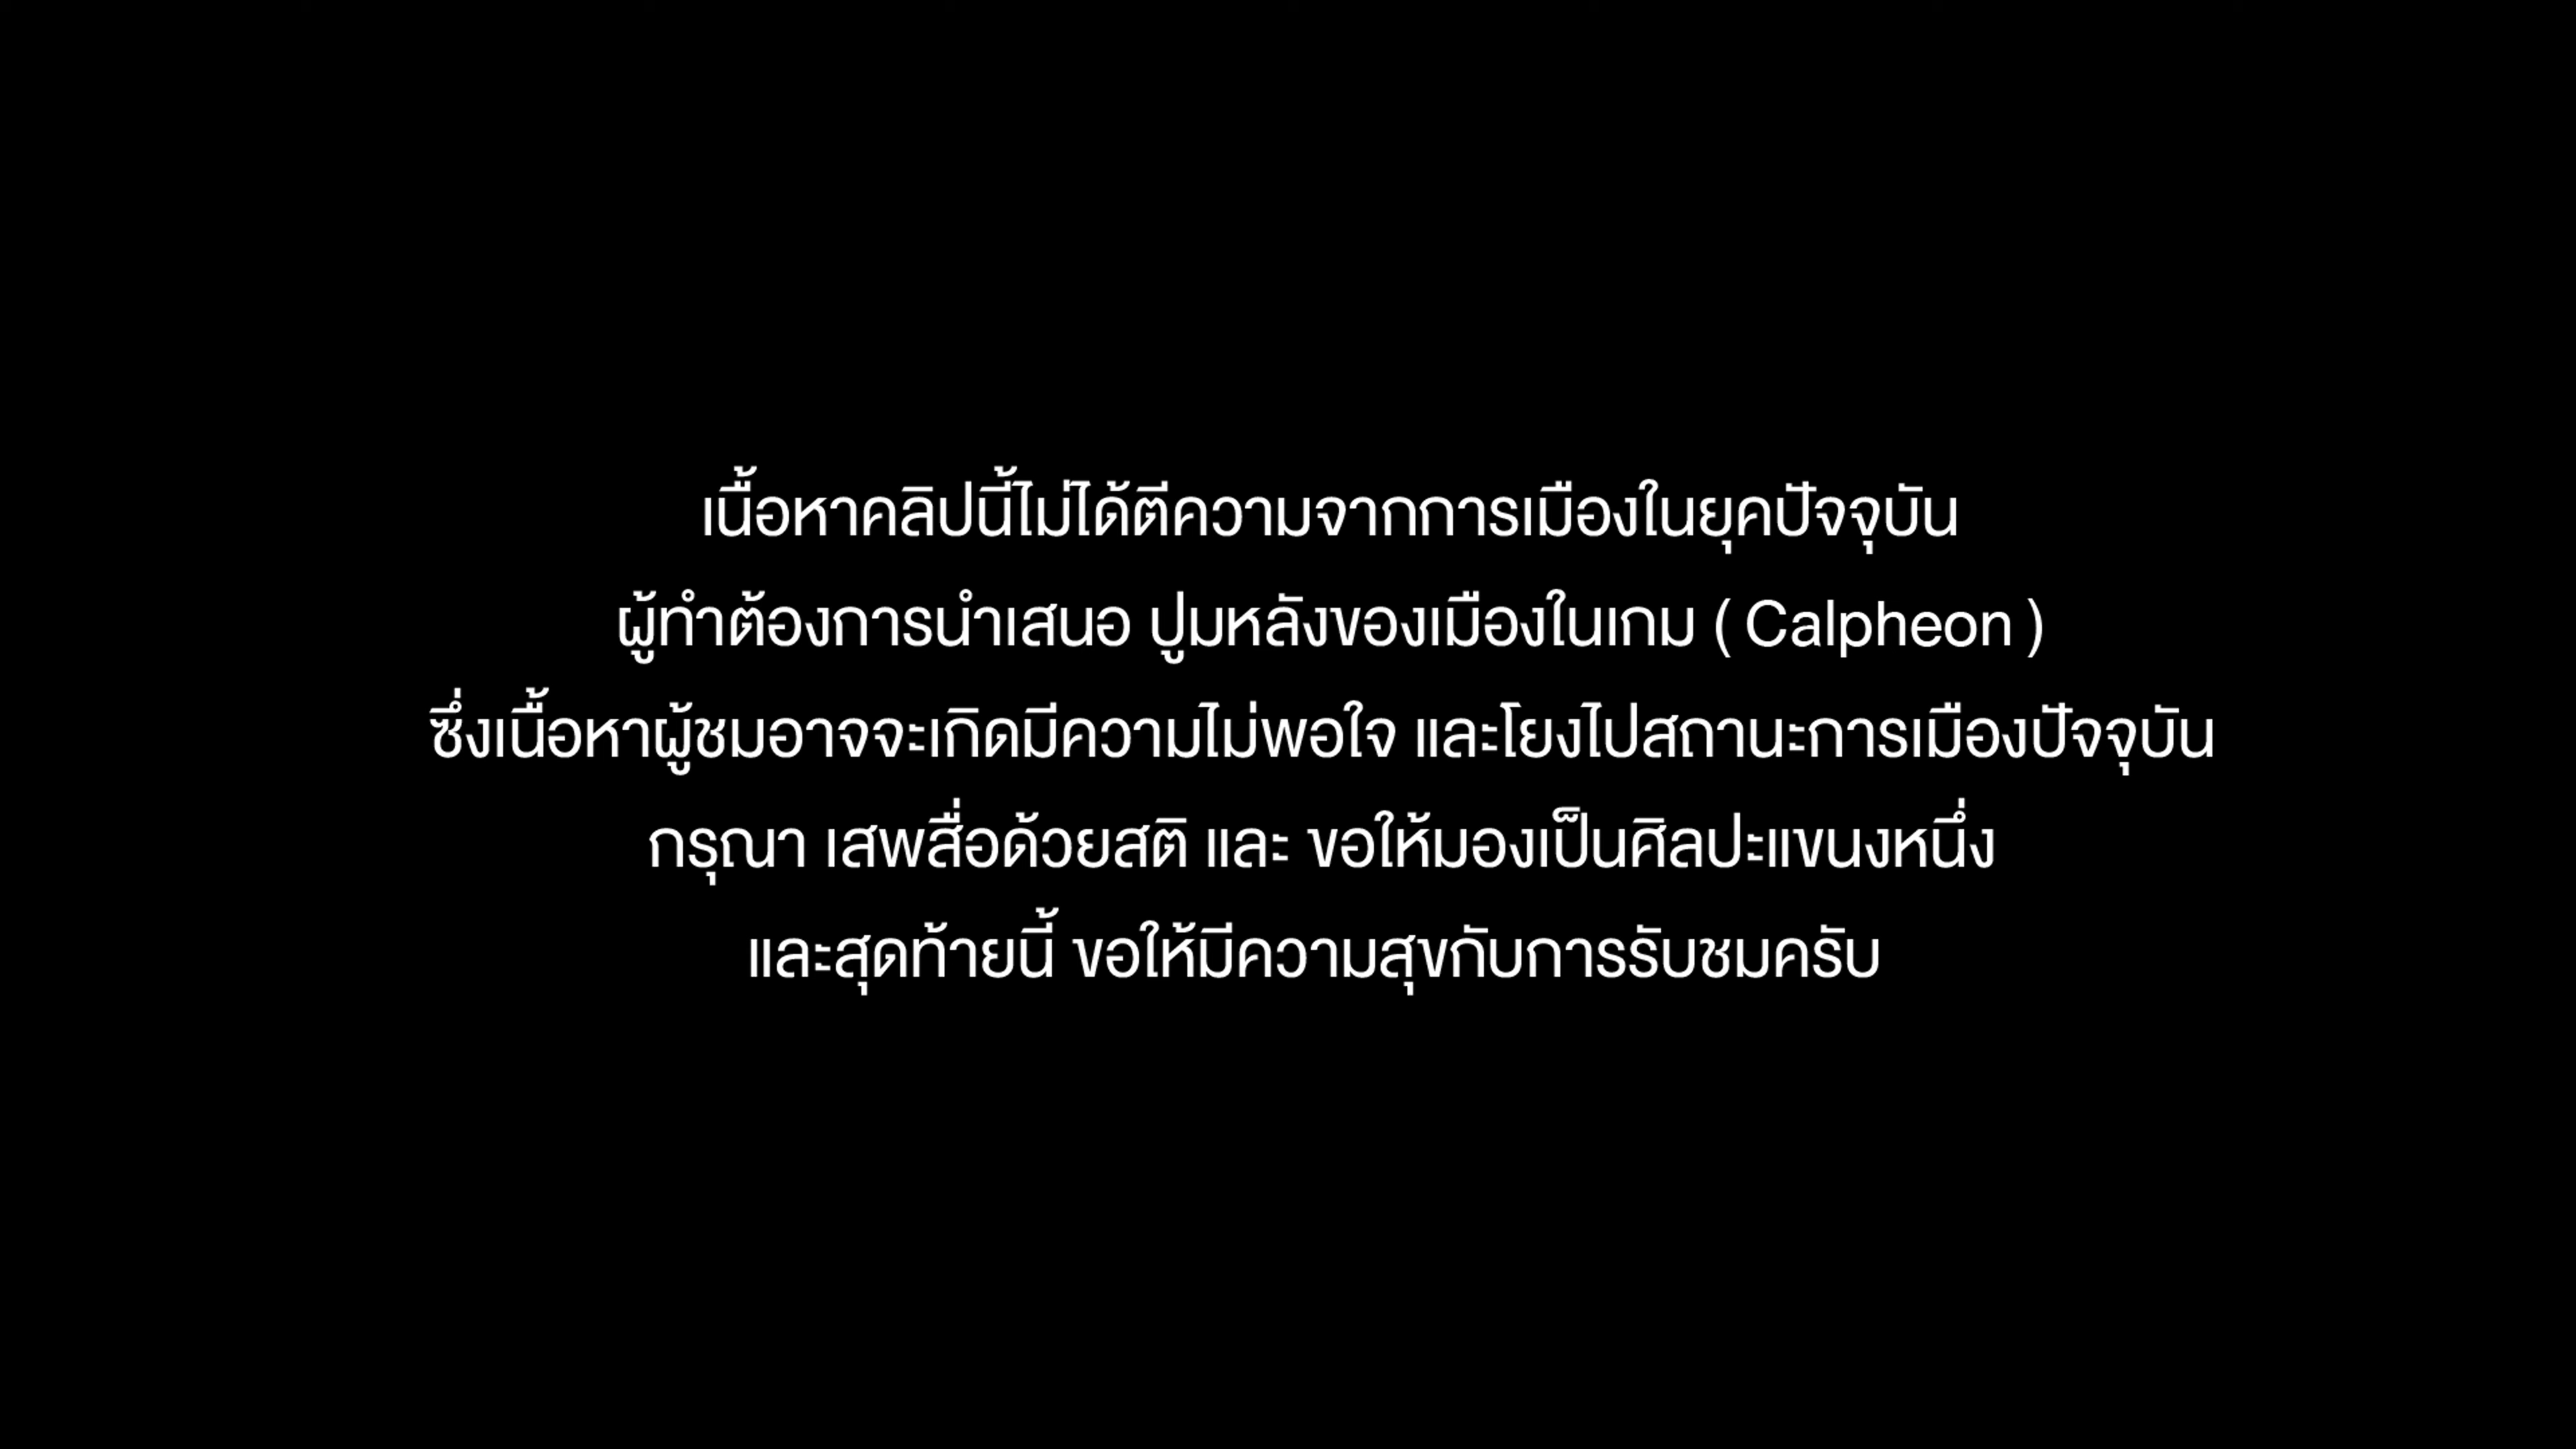 เนื้อหาคลิปนี้ไม่ได้ตีความจากการเมืองในยุคปัจจุบัน
ผู้ทำต้องการนำเสนอ ปูมหลังของเมืองในเกม ( Calpheon )
ซึ่งเนื้อหาผู้ชมอาจจะเกิดมีความไม่พอใจ และโยงไปสถานะการเมืองปัจจุบัน
กรุณา เสพสื่อด้วยสติ และ ขอให้มองเป็นศิลปะแขนงหนึ่ง
และสุดท้ายนี้ ขอให้มีความสุขกับการรับชมครับ